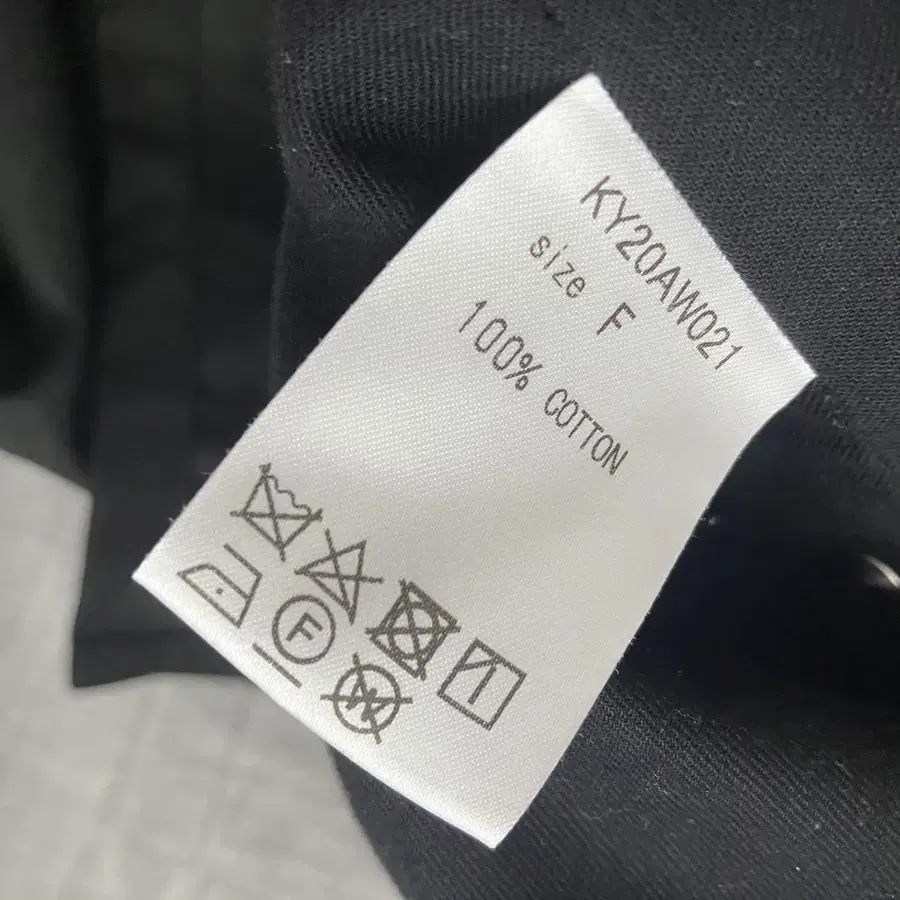 KY20AW021
size F
100% COTTON
F
W